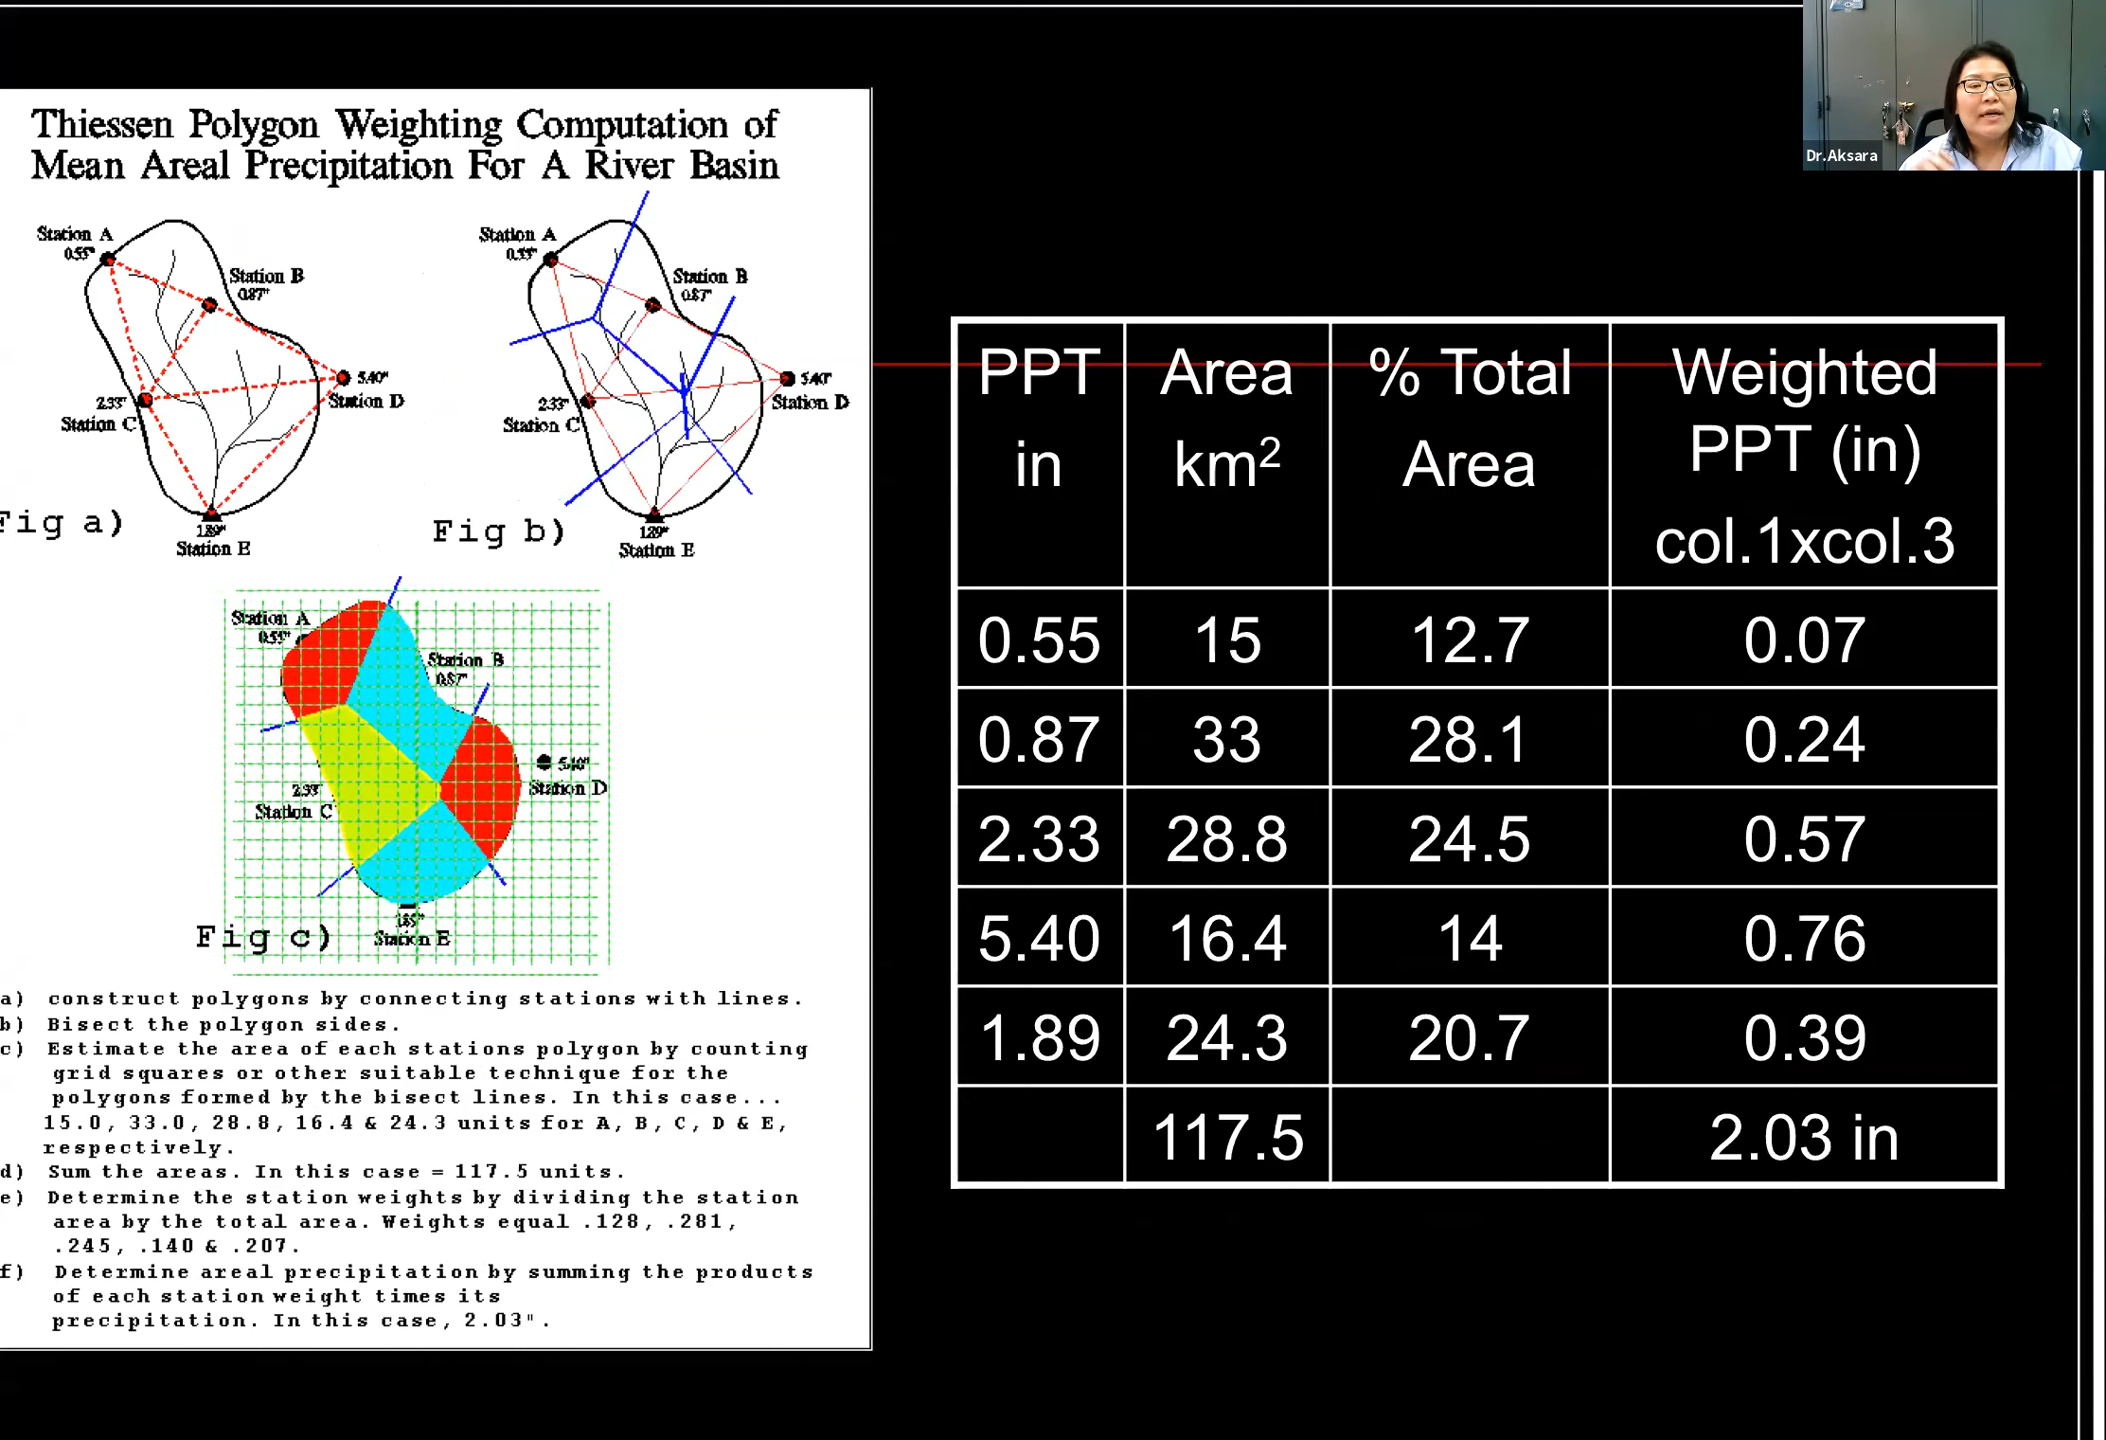 Dr.Aksara
Thiessen Polygon Weighting Computation of
Mean Areal Precipitation For A River Basin
Station A
0.55"
Station B
0.87"
5.40"
Station D
2.33"
Station C
1.89"
Station E
Fig a)
Station A
0.55"
Station B
0.87"
5.40"
Station D
2.33"
Station C
1.89"
Station E
Fig b)
Station A
0.55"
Station B
0.87"
5.40"
Station D
2.33"
Station C
Station E
Fig c)
a) construct polygons by connecting stations with lines.
b) Bisect the polygon sides.
c) Estimate the area of each stations polygon by counting
grid squares or other suitable technique for the
polygons formed by the bisect lines. In this case...
15.0, 33.0, 28.8, 16.4 & 24.3 units for A, B, C, D & E,
respectively.
d) Sum the areas. In this case = 117.5 units.
e) Determine the station weights by dividing the station
area by the total area. Weights equal .128, .281,
.245, .140 & .207.
f) Determine areal precipitation by summing the products
of each station weight times its
precipitation. In this case, 2.03".
PPT in Area km² % Total Area Weighted PPT (in) col.1xcol.3
0.55 15 12.7 0.07
0.87 33 28.1 0.24
2.33 28.8 24.5 0.57
5.40 16.4 14 0.76
1.89 24.3 20.7 0.39
117.5 2.03 in